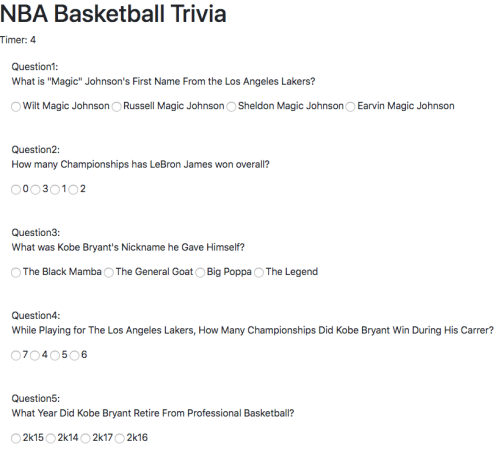 NBA Basketball Trivia
Timer: 4
Question1:
What is "Magic" Johnson's First Name From the Los Angeles Lakers?
Wilt Magic Johnson Russell Magic Johnson Sheldon Magic Johnson Earvin Magic Johnson
Question2:
How many Championships has LeBron James won overall?
0 3 1 2
Question3:
What was Kobe Bryant's Nickname he Gave Himself?
The Black Mamba The General Goat Big Poppa The Legend
Question4:
While Playing for The Los Angeles Lakers, How Many Championships Did Kobe Bryant Win During His Carrer?
7 4 5 6
Question5:
What Year Did Kobe Bryant Retire From Professional Basketball?
2k15 2k14 2k17 2k16